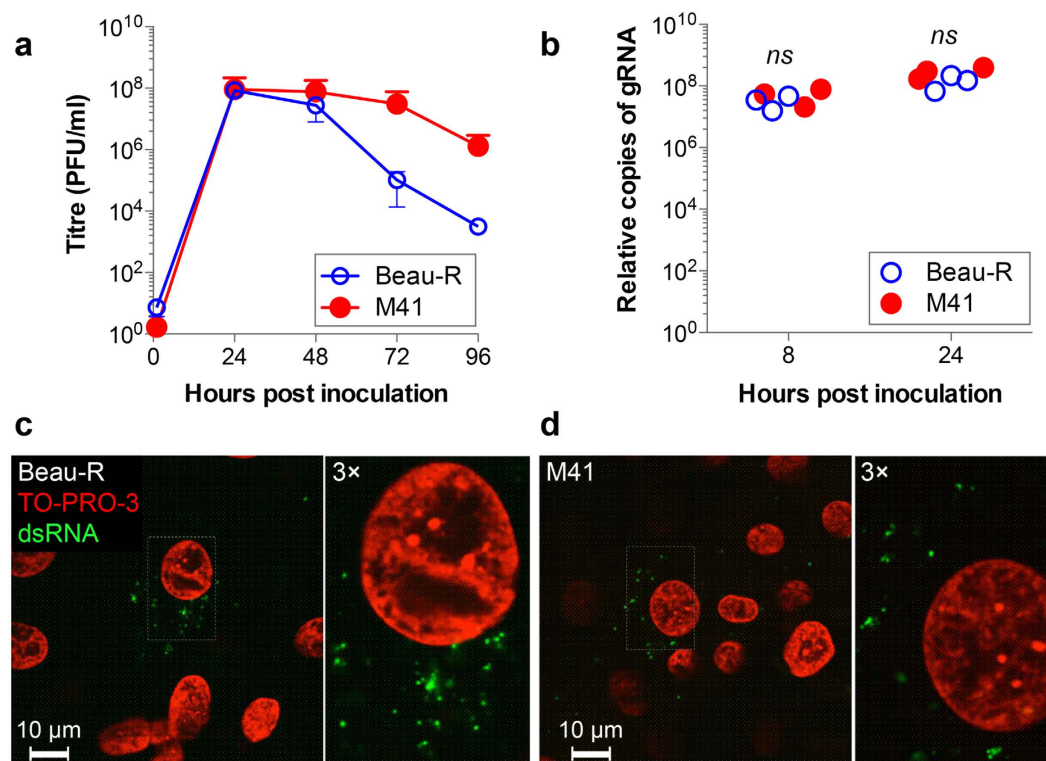 a
Titre (PFU/ml)
10^10
10^8
10^6
10^4
10^2
10^0
0 24 48 72 96
Hours post inoculation
Beau-R
M41
b
Relative copies of gRNA
10^10
10^8
10^6
10^4
10^2
10^0
ns
ns
8 24
Hours post inoculation
Beau-R
M41
c
Beau-R
TO-PRO-3
dsRNA
10 µm
3×
d
M41
10 µm
3×